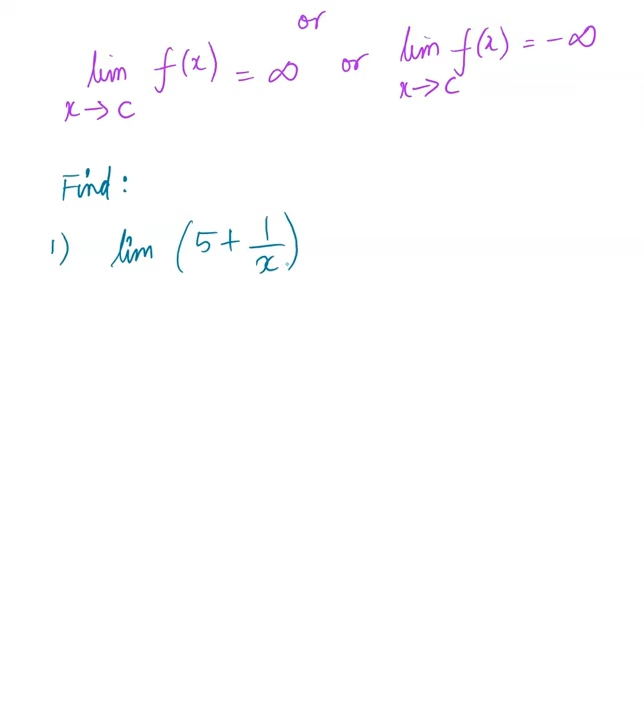 or
lim f(x) = ∞ or lim f(x) = -∞
x→c x→c
Find:
1) lim (5 + 1/x)